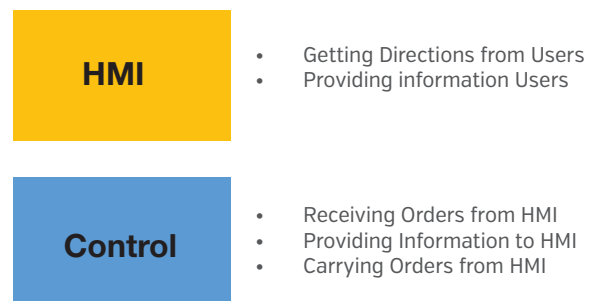 HMI
• Getting Directions from Users
• Providing information Users
Control
• Receiving Orders from HMI
• Providing Information to HMI
• Carrying Orders from HMI